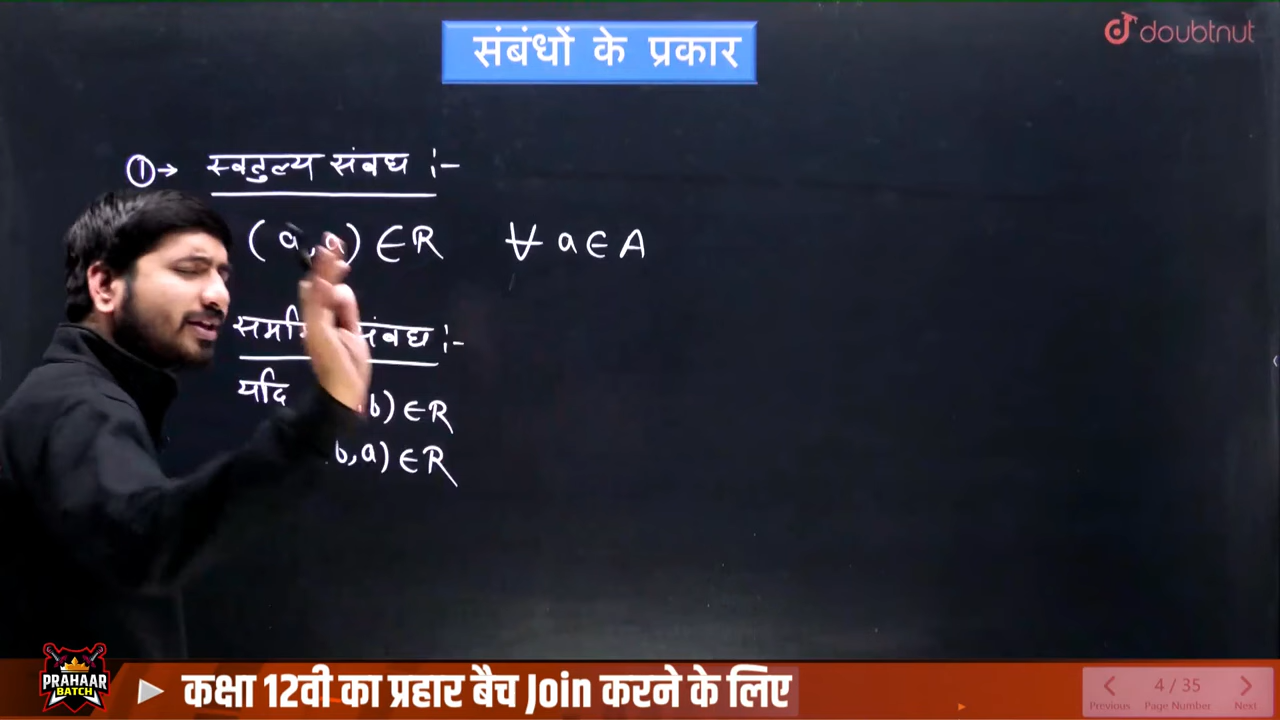 संबंधों के प्रकार
doubtnut
①→ स्वतुल्य संबंध :-
(a,a) ∈ R ∀ a ∈ A
संबंध :-
यदि ,b) ∈ R
b,a) ∈ R
PRAHAAR
BATCH
कक्षा 12वी का प्रहार बैच Join करने के लिए
4 / 35
Previous Page Number Next